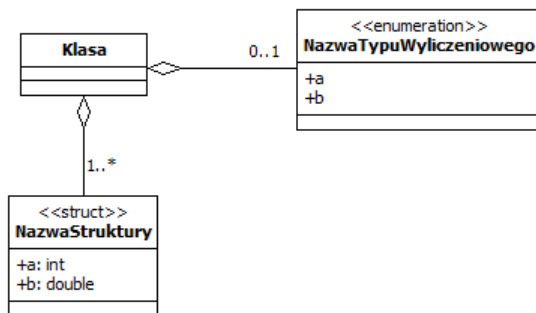 <<enumeration>>
NazwaTypuWyliczeniowego
+a
+b
Klasa
0..1
1..*
<<struct>>
NazwaStruktury
+a: int
+b: double